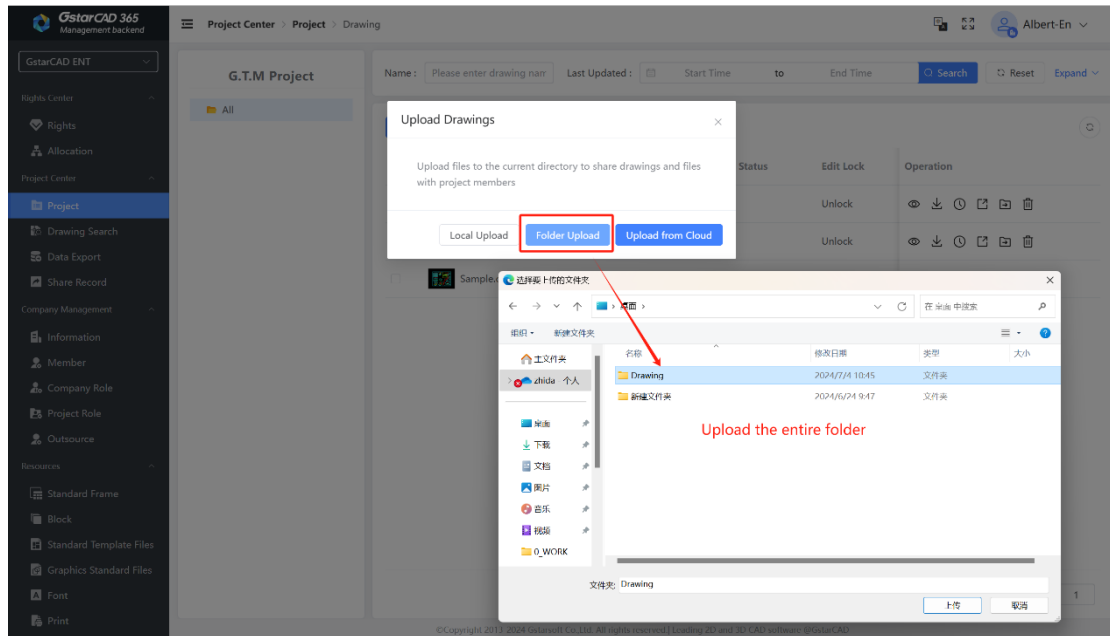 GstarCAD 365
Management backend
Project Center > Project > Drawing
Albert-En
GstarCAD ENT
Rights Center
Rights
Allocation
Project Center
Project
Drawing Search
Data Export
Share Record
Company Management
Information
Member
Company Role
Project Role
Outsource
Resources
Standard Frame
Block
Standard Template Files
Graphics Standard Files
Font
Print
G.T.M Project
All
Name : Please enter drawing nam Last Updated : Start Time to End Time Search Reset Expand
Status Edit Lock Operation
Unlock
Unlock
Upload Drawings
Upload files to the current directory to share drawings and files
with project members
Local Upload Folder Upload Upload from Cloud
选择要上传的文件夹
桌面
在 桌面 中搜索
组织 新建文件夹
名称 修改日期 类型 大小
主文件夹
zhida 个人
桌面
下载
文档
图片
音乐
视频
0_WORK
Drawing 2024/7/4 10:45 文件夹
新建文件夹 2024/6/24 9:47 文件夹
Upload the entire folder
文件夹: Drawing
上传 取消
1
©Copyright 2013-2024 Gstarsoft Co.,Ltd. All rights reserved.| Leading 2D and 3D CAD software @GstarCAD